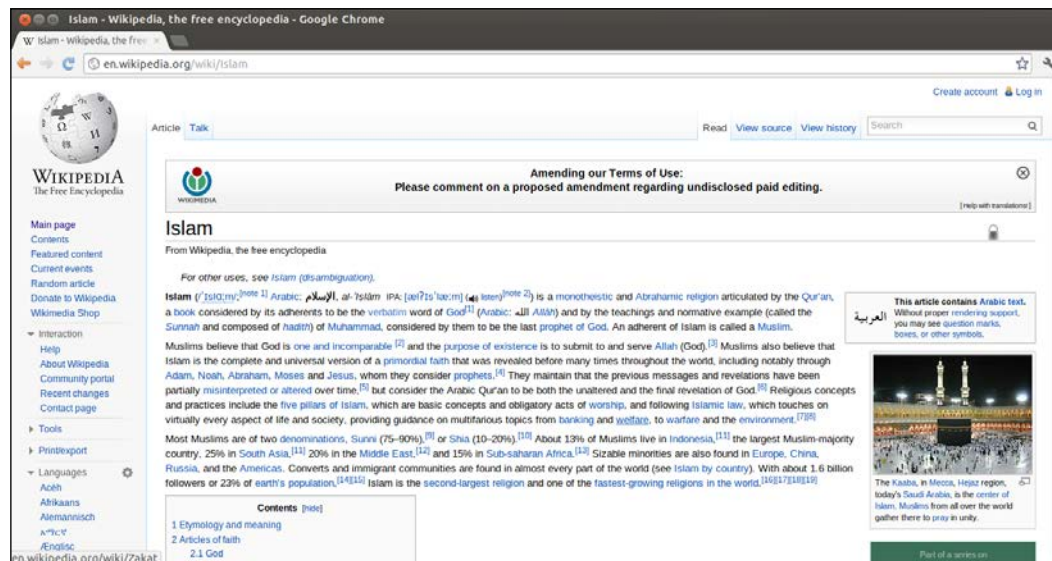 Islam - Wikipedia, the free encyclopedia - Google Chrome
Islam - Wikipedia, the free
en.wikipedia.org/wiki/Islam
Create account Log in
Article Talk Read View source View history Search
WIKIPEDIA
The Free Encyclopedia
Main page
Contents
Featured content
Current events
Random article
Donate to Wikipedia
Wikimedia Shop
Interaction
Help
About Wikipedia
Community portal
Recent changes
Contact page
Tools
Print/export
Languages
Acèh
Afrikaans
Alemannisch
አማርኛ
Ænglisc
en.wikipedia.org/wiki/Zakat
WIKIMEDIA
Amending our Terms of Use:
Please comment on a proposed amendment regarding undisclosed paid editing.
[Help with translations!]
Islam
From Wikipedia, the free encyclopedia
For other uses, see Islam (disambiguation).
Islam (/ˈɪslɑːm/;[note 1] Arabic: الإسلام, al-ʾIslām IPA: [ælʔɪsˈlæːm] ( listen)[note 2]) is a monotheistic and Abrahamic religion articulated by the Qur'an,
a book considered by its adherents to be the verbatim word of God[1] (Arabic: الله Allāh) and by the teachings and normative example (called the
Sunnah and composed of hadith) of Muhammad, considered by them to be the last prophet of God. An adherent of Islam is called a Muslim.
Muslims believe that God is one and incomparable [2] and the purpose of existence is to submit to and serve Allah (God).[3] Muslims also believe that
Islam is the complete and universal version of a primordial faith that was revealed before many times throughout the world, including notably through
Adam, Noah, Abraham, Moses and Jesus, whom they consider prophets.[4] They maintain that the previous messages and revelations have been
partially misinterpreted or altered over time,[5] but consider the Arabic Qur'an to be both the unaltered and the final revelation of God.[6] Religious concepts
and practices include the five pillars of Islam, which are basic concepts and obligatory acts of worship, and following Islamic law, which touches on
virtually every aspect of life and society, providing guidance on multifarious topics from banking and welfare, to warfare and the environment.[7][8]
Most Muslims are of two denominations, Sunni (75–90%),[9] or Shia (10–20%).[10] About 13% of Muslims live in Indonesia,[11] the largest Muslim-majority
country, 25% in South Asia,[11] 20% in the Middle East,[12] and 15% in Sub-saharan Africa.[13] Sizable minorities are also found in Europe, China,
Russia, and the Americas. Converts and immigrant communities are found in almost every part of the world (see Islam by country). With about 1.6 billion
followers or 23% of earth's population,[14][15] Islam is the second-largest religion and one of the fastest-growing religions in the world.[16][17][18][19]
Contents [hide]
1 Etymology and meaning
2 Articles of faith
2.1 God
العربية
This article contains Arabic text.
Without proper rendering support,
you may see question marks,
boxes, or other symbols.
The Kaaba, in Mecca, Hejaz region,
today's Saudi Arabia, is the center of
Islam. Muslims from all over the world
gather there to pray in unity.
Part of a series on